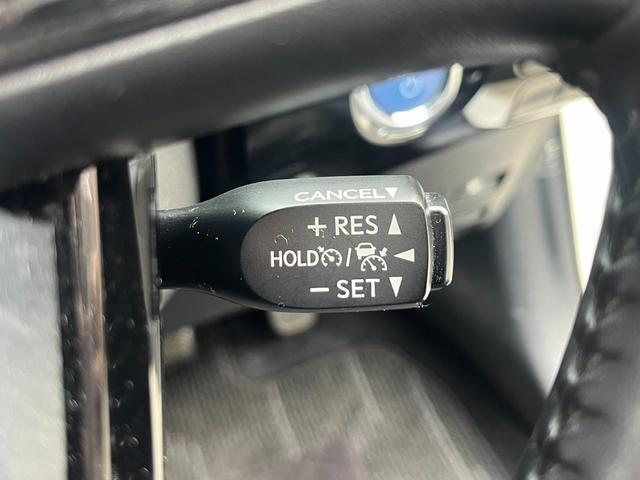 CANCEL▼
+ RES ▲
HOLD / ◀
− SET ▼